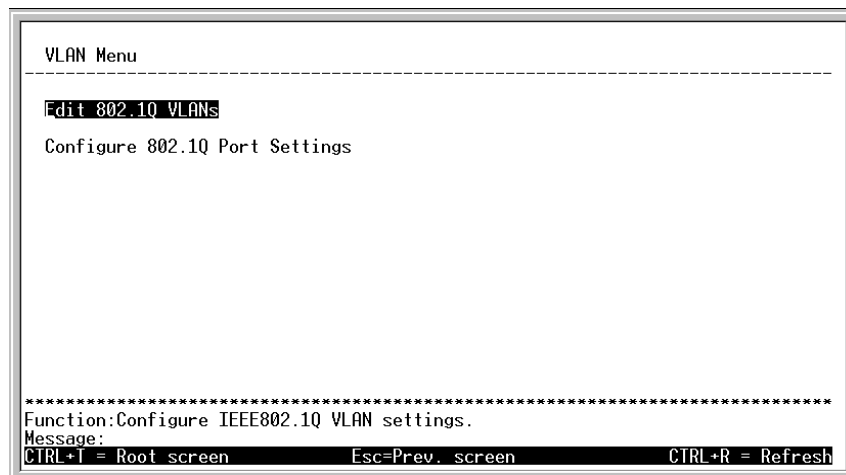 VLAN Menu
Edit 802.1Q VLANs
Configure 802.1Q Port Settings
********************************************************************************
Function:Configure IEEE802.1Q VLAN settings.
Message:
CTRL+T = Root screen Esc=Prev. screen CTRL+R = Refresh